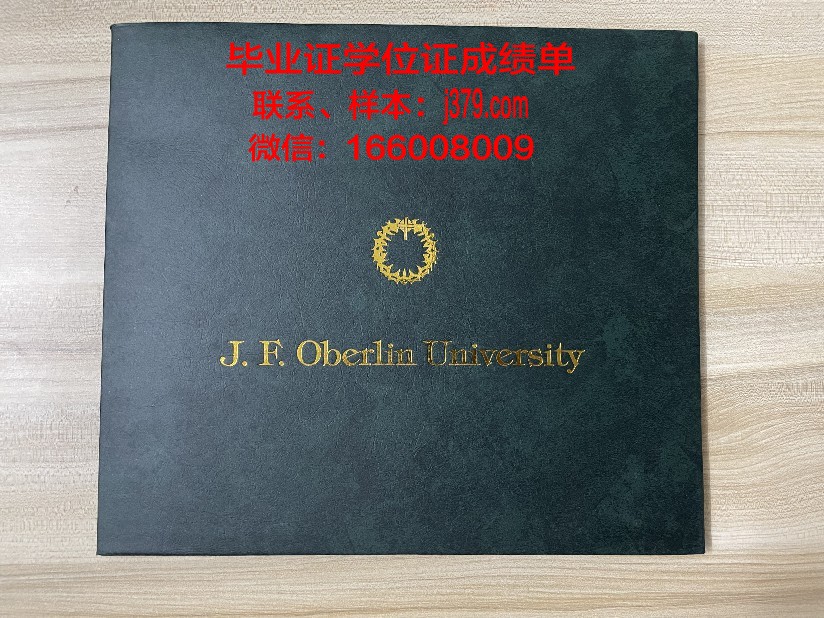 毕业证学位证成绩单
联系、样本：j379.com
微信：166008009
J. F. Oberlin University